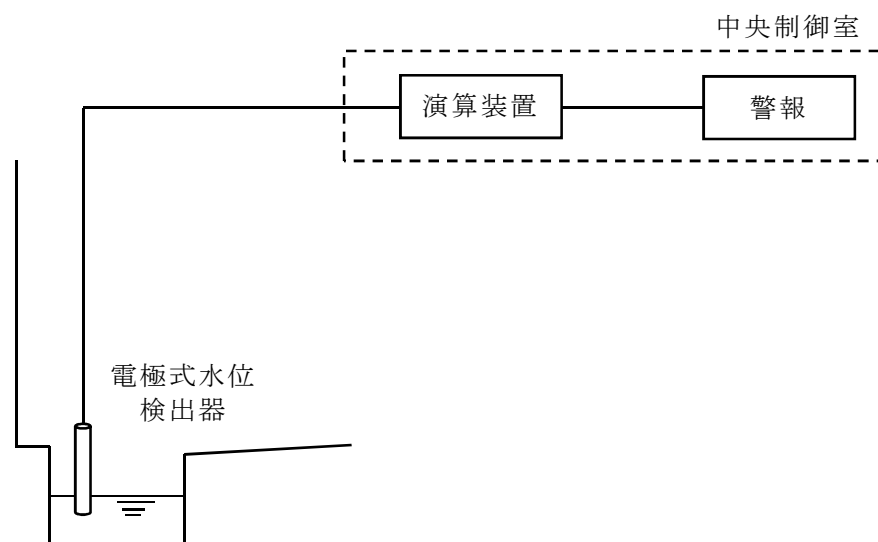 中央制御室
演算装置
警報
電極式水位
検出器